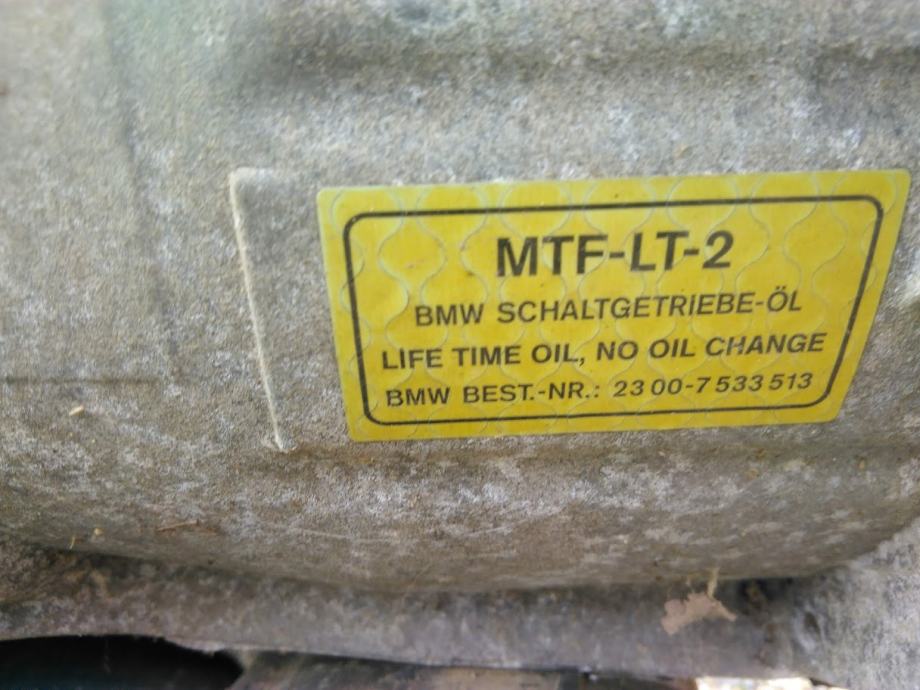 MTF-LT-2
BMW SCHALTGETRIEBE-ÖL
LIFE TIME OIL, NO OIL CHANGE
BMW BEST.-NR.: 23 00-7 533 513